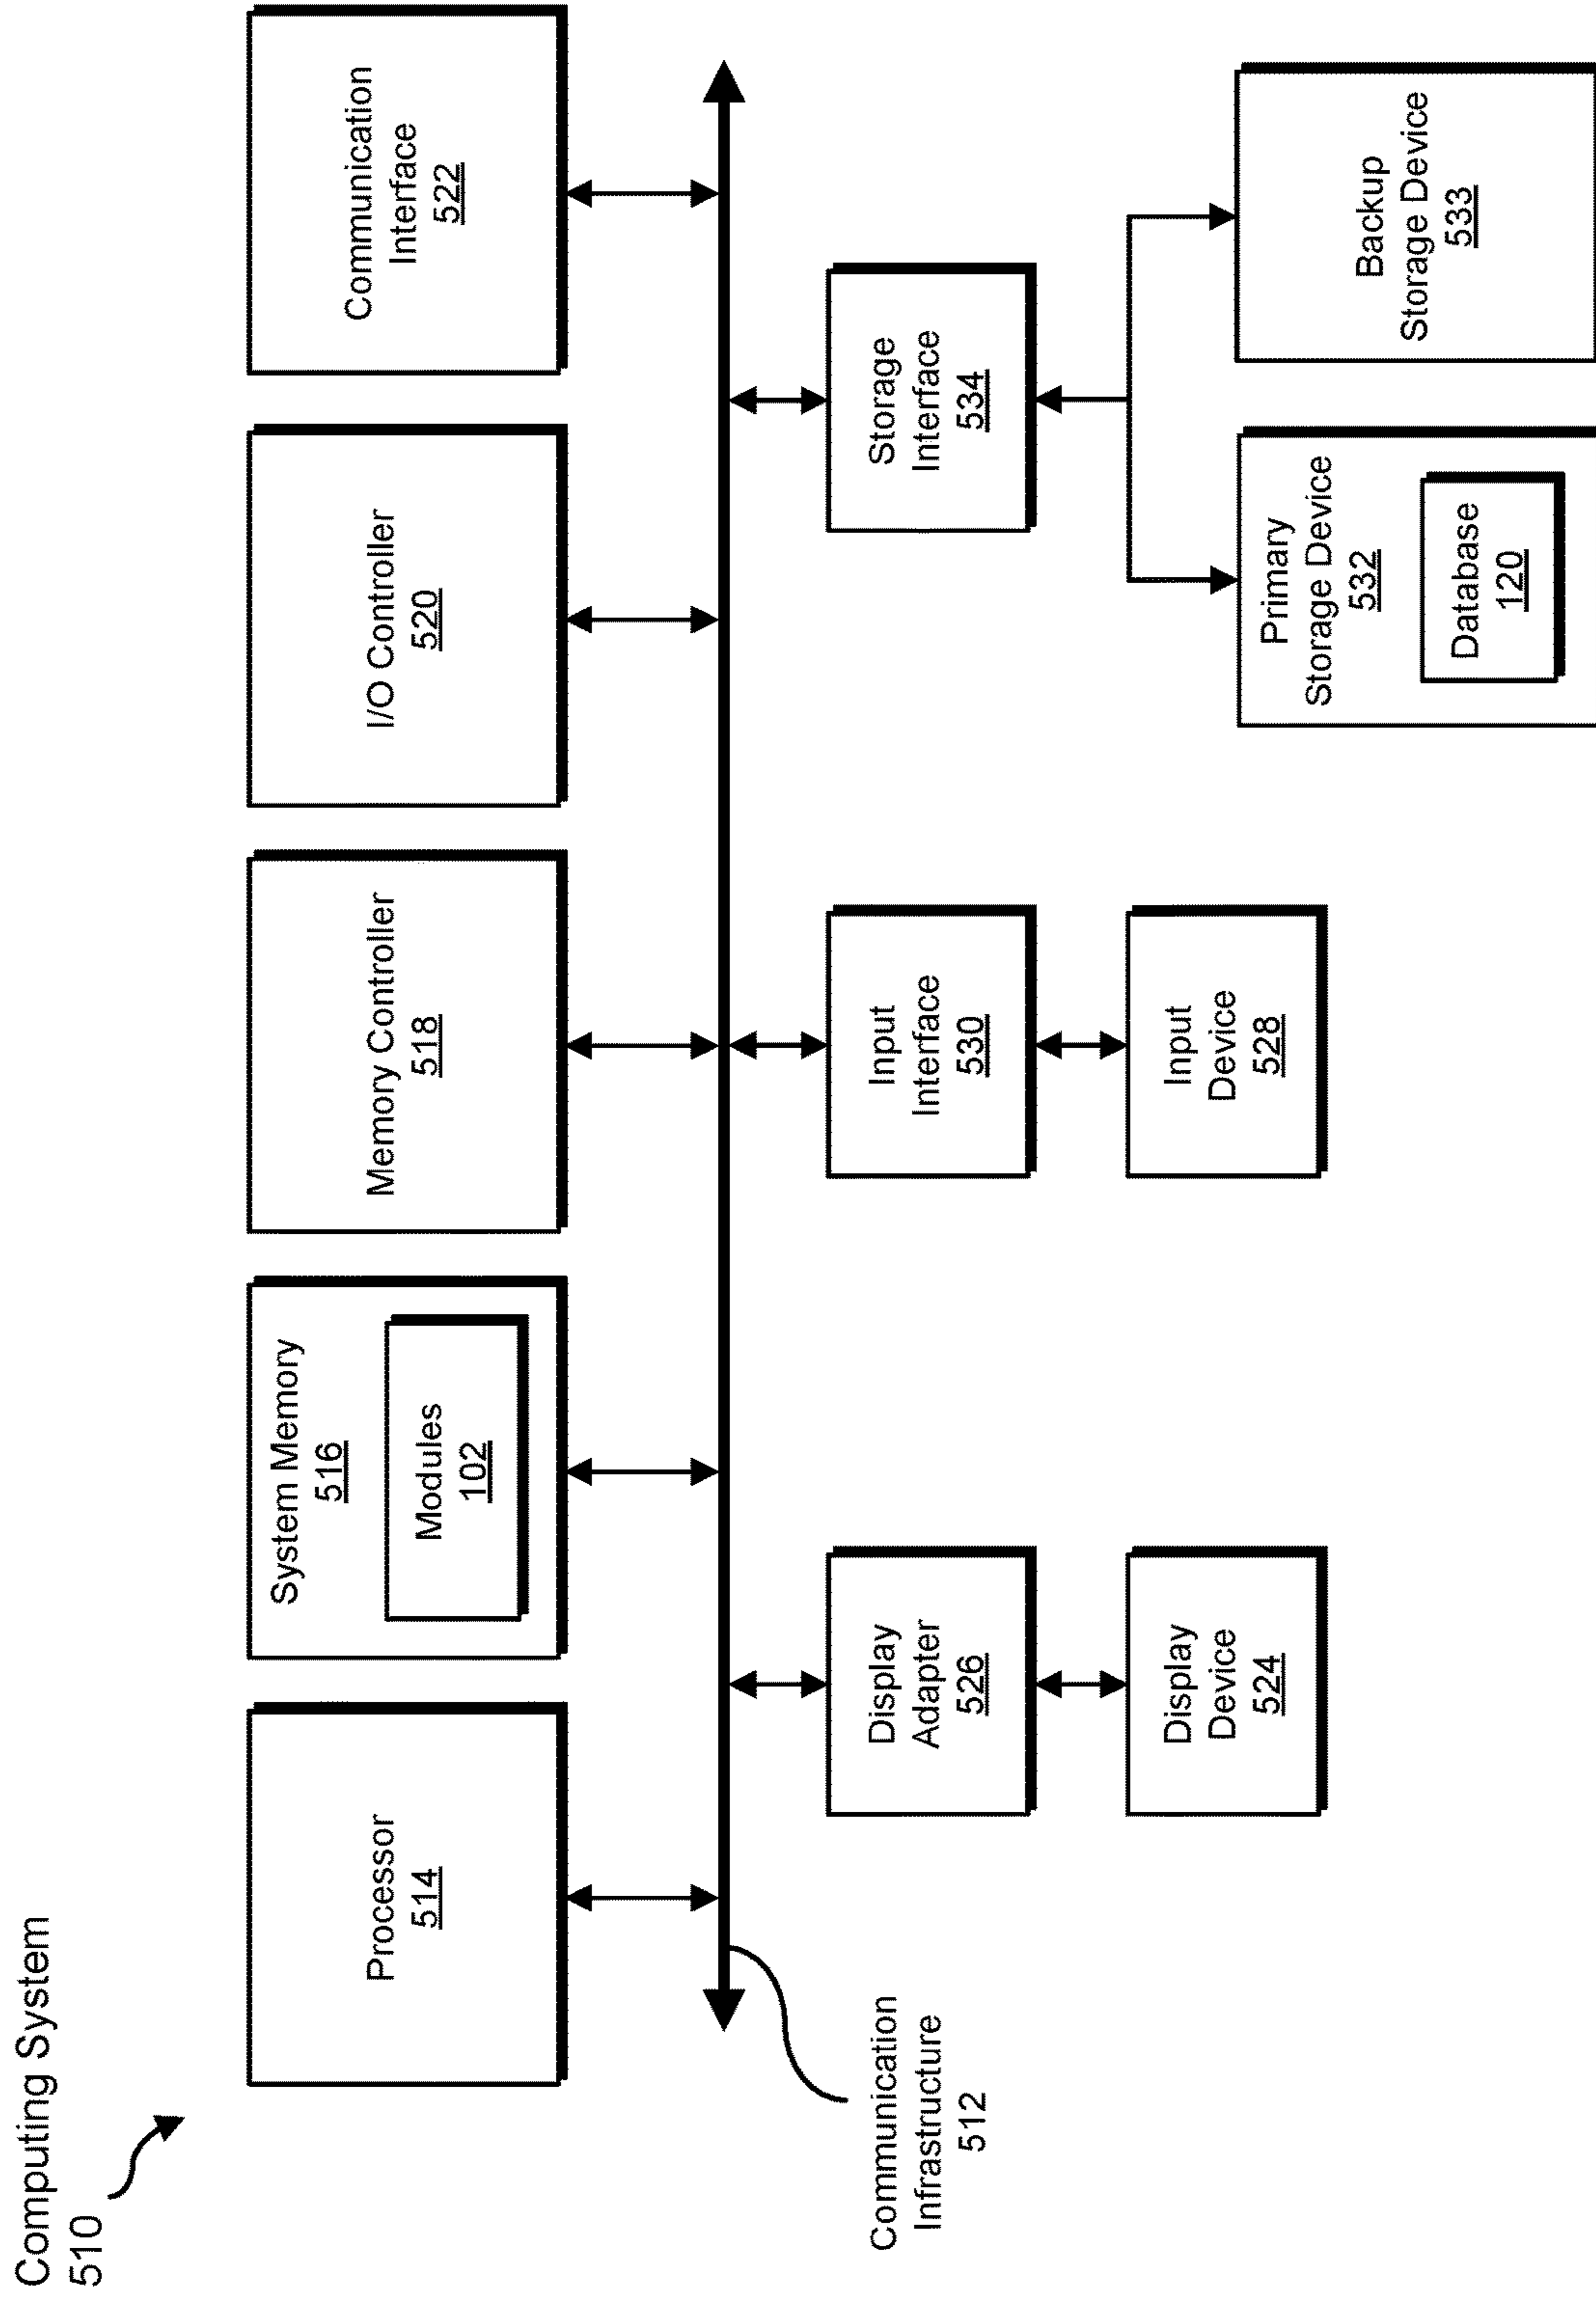 Computing System
510
Processor
514
System Memory
516
Modules
102
Memory Controller
518
I/O Controller
520
Communication
Interface
522
Communication
Infrastructure
512
Display
Adapter
526
Input
Interface
530
Storage
Interface
534
Display
Device
524
Input
Device
528
Primary
Storage Device
532
Database
120
Backup
Storage Device
533